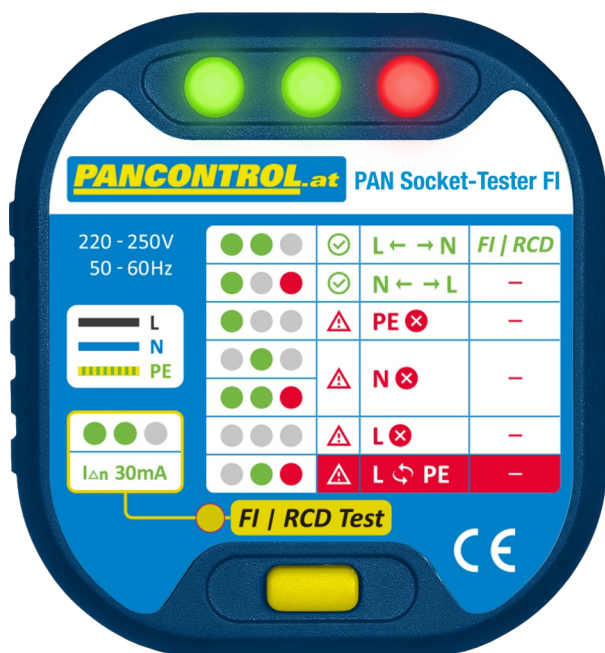 PANCONTROL.at PAN Socket-Tester FI
220 - 250V
50 - 60Hz
L
N
PE
L ← → N FI / RCD
N ← → L –
PE –
N –
L –
L PE –
I△n 30mA
FI / RCD Test
CE